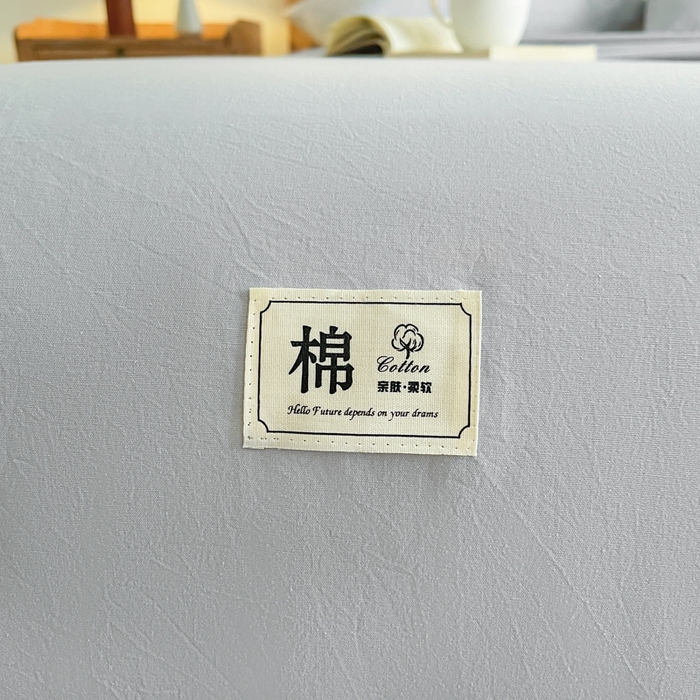 棉
Cotton
亲肤·柔软
Hello Future depends on your drams